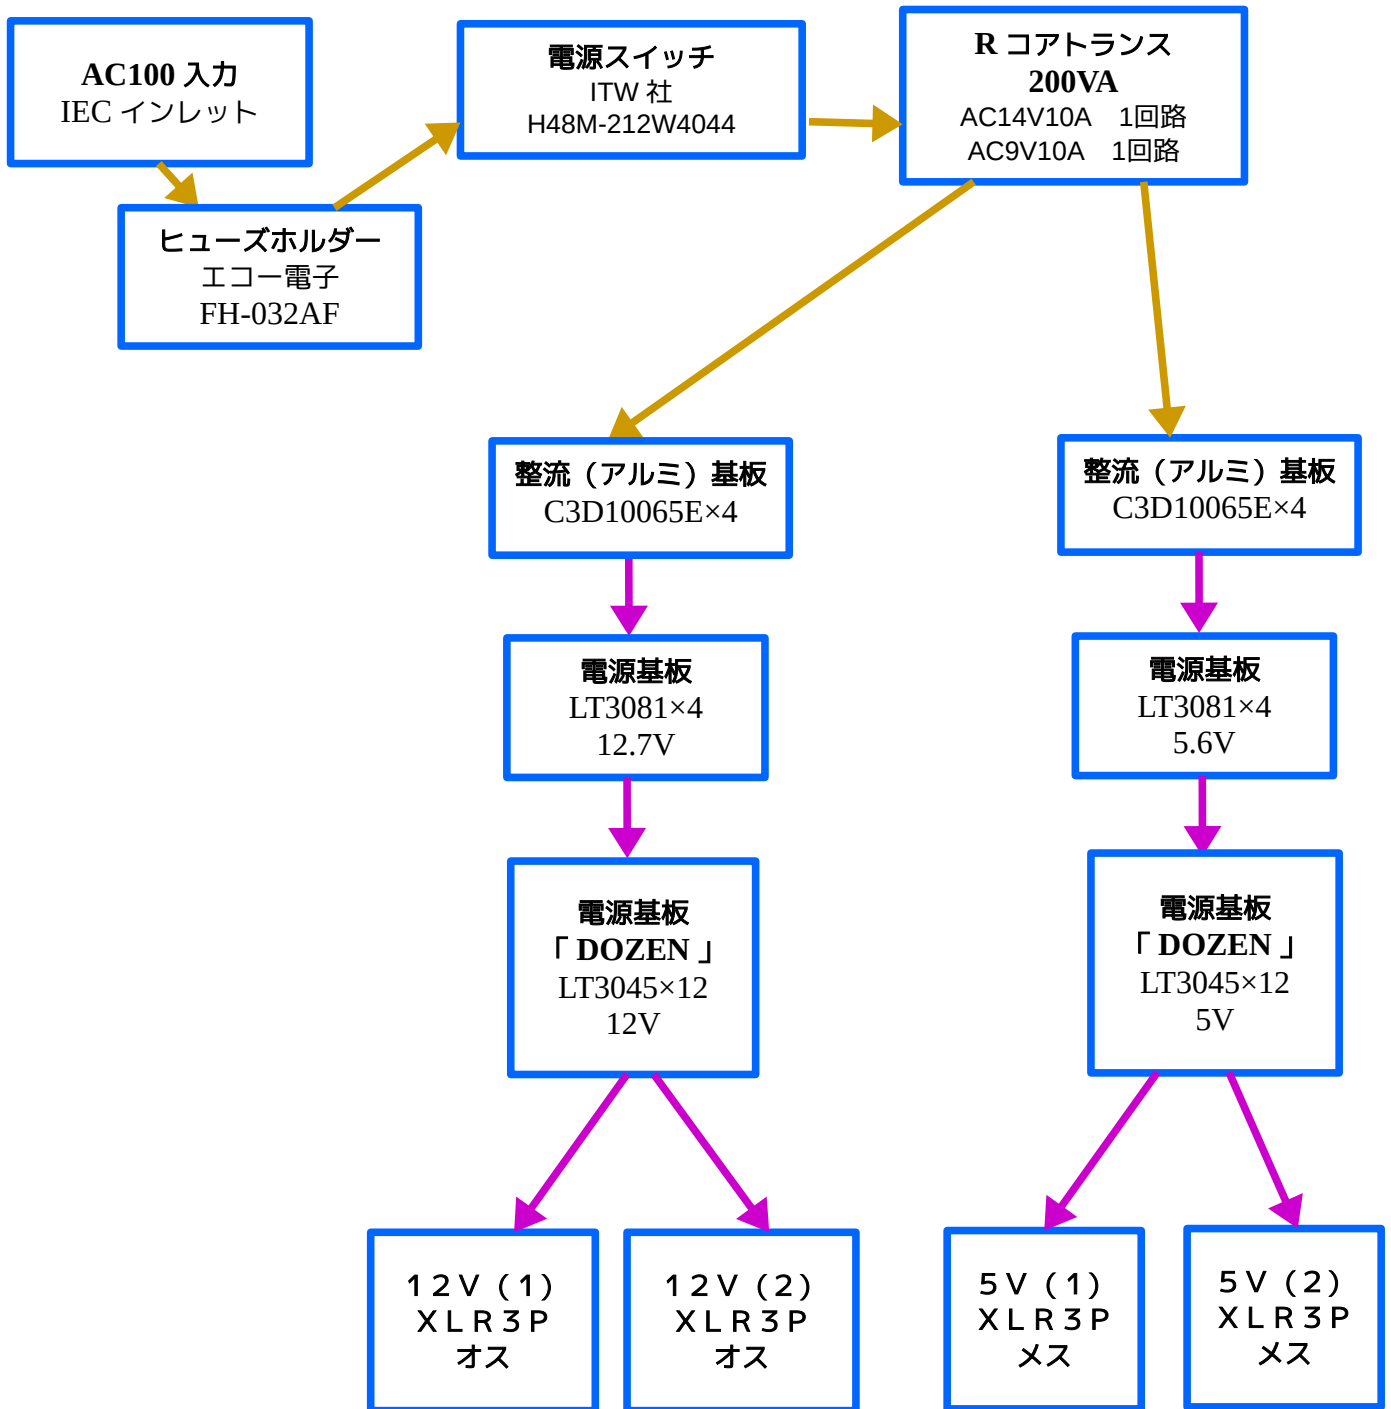 AC100 入力
IEC インレット
電源スイッチ
ITW 社
H48M-212W4044
R コアトランス
200VA
AC14V10A　1回路
AC9V10A　1回路
ヒューズホルダー
エコー電子
FH-032AF
整流（アルミ）基板
C3D10065E×4
整流（アルミ）基板
C3D10065E×4
電源基板
LT3081×4
12.7V
電源基板
LT3081×4
5.6V
電源基板
「 DOZEN 」
LT3045×12
12V
電源基板
「 DOZEN 」
LT3045×12
5V
１２Ｖ（１）
ＸＬＲ３Ｐ
オス
１２Ｖ（２）
ＸＬＲ３Ｐ
オス
５Ｖ（１）
ＸＬＲ３Ｐ
メス
５Ｖ（２）
ＸＬＲ３Ｐ
メス